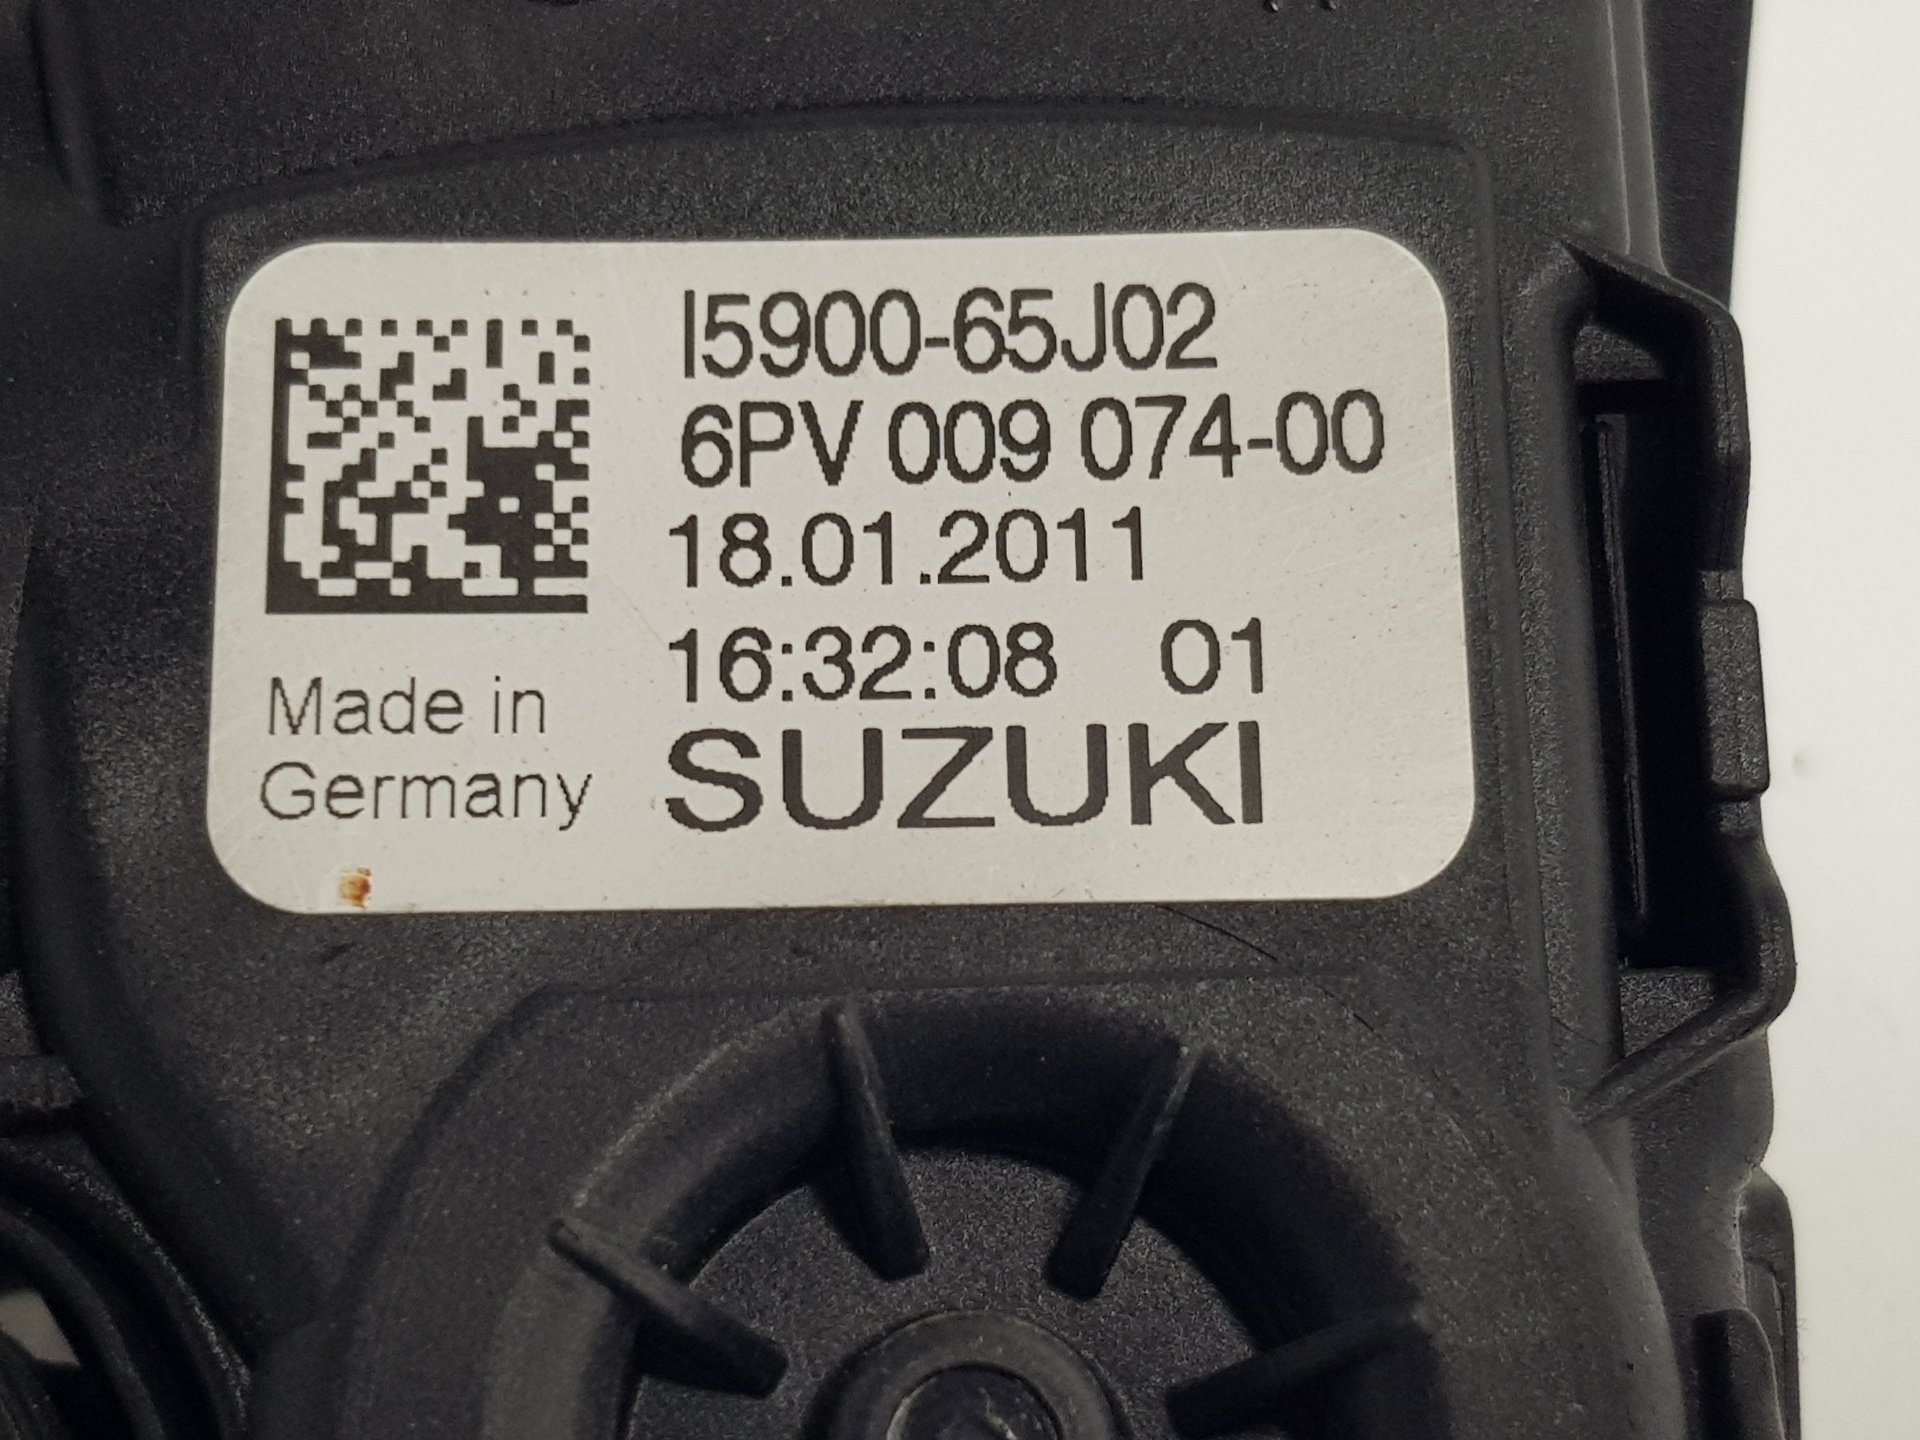 I5900-65J02
6PV 009 074-00
18.01.2011
16:32:08 01
SUZUKI
Made in
Germany